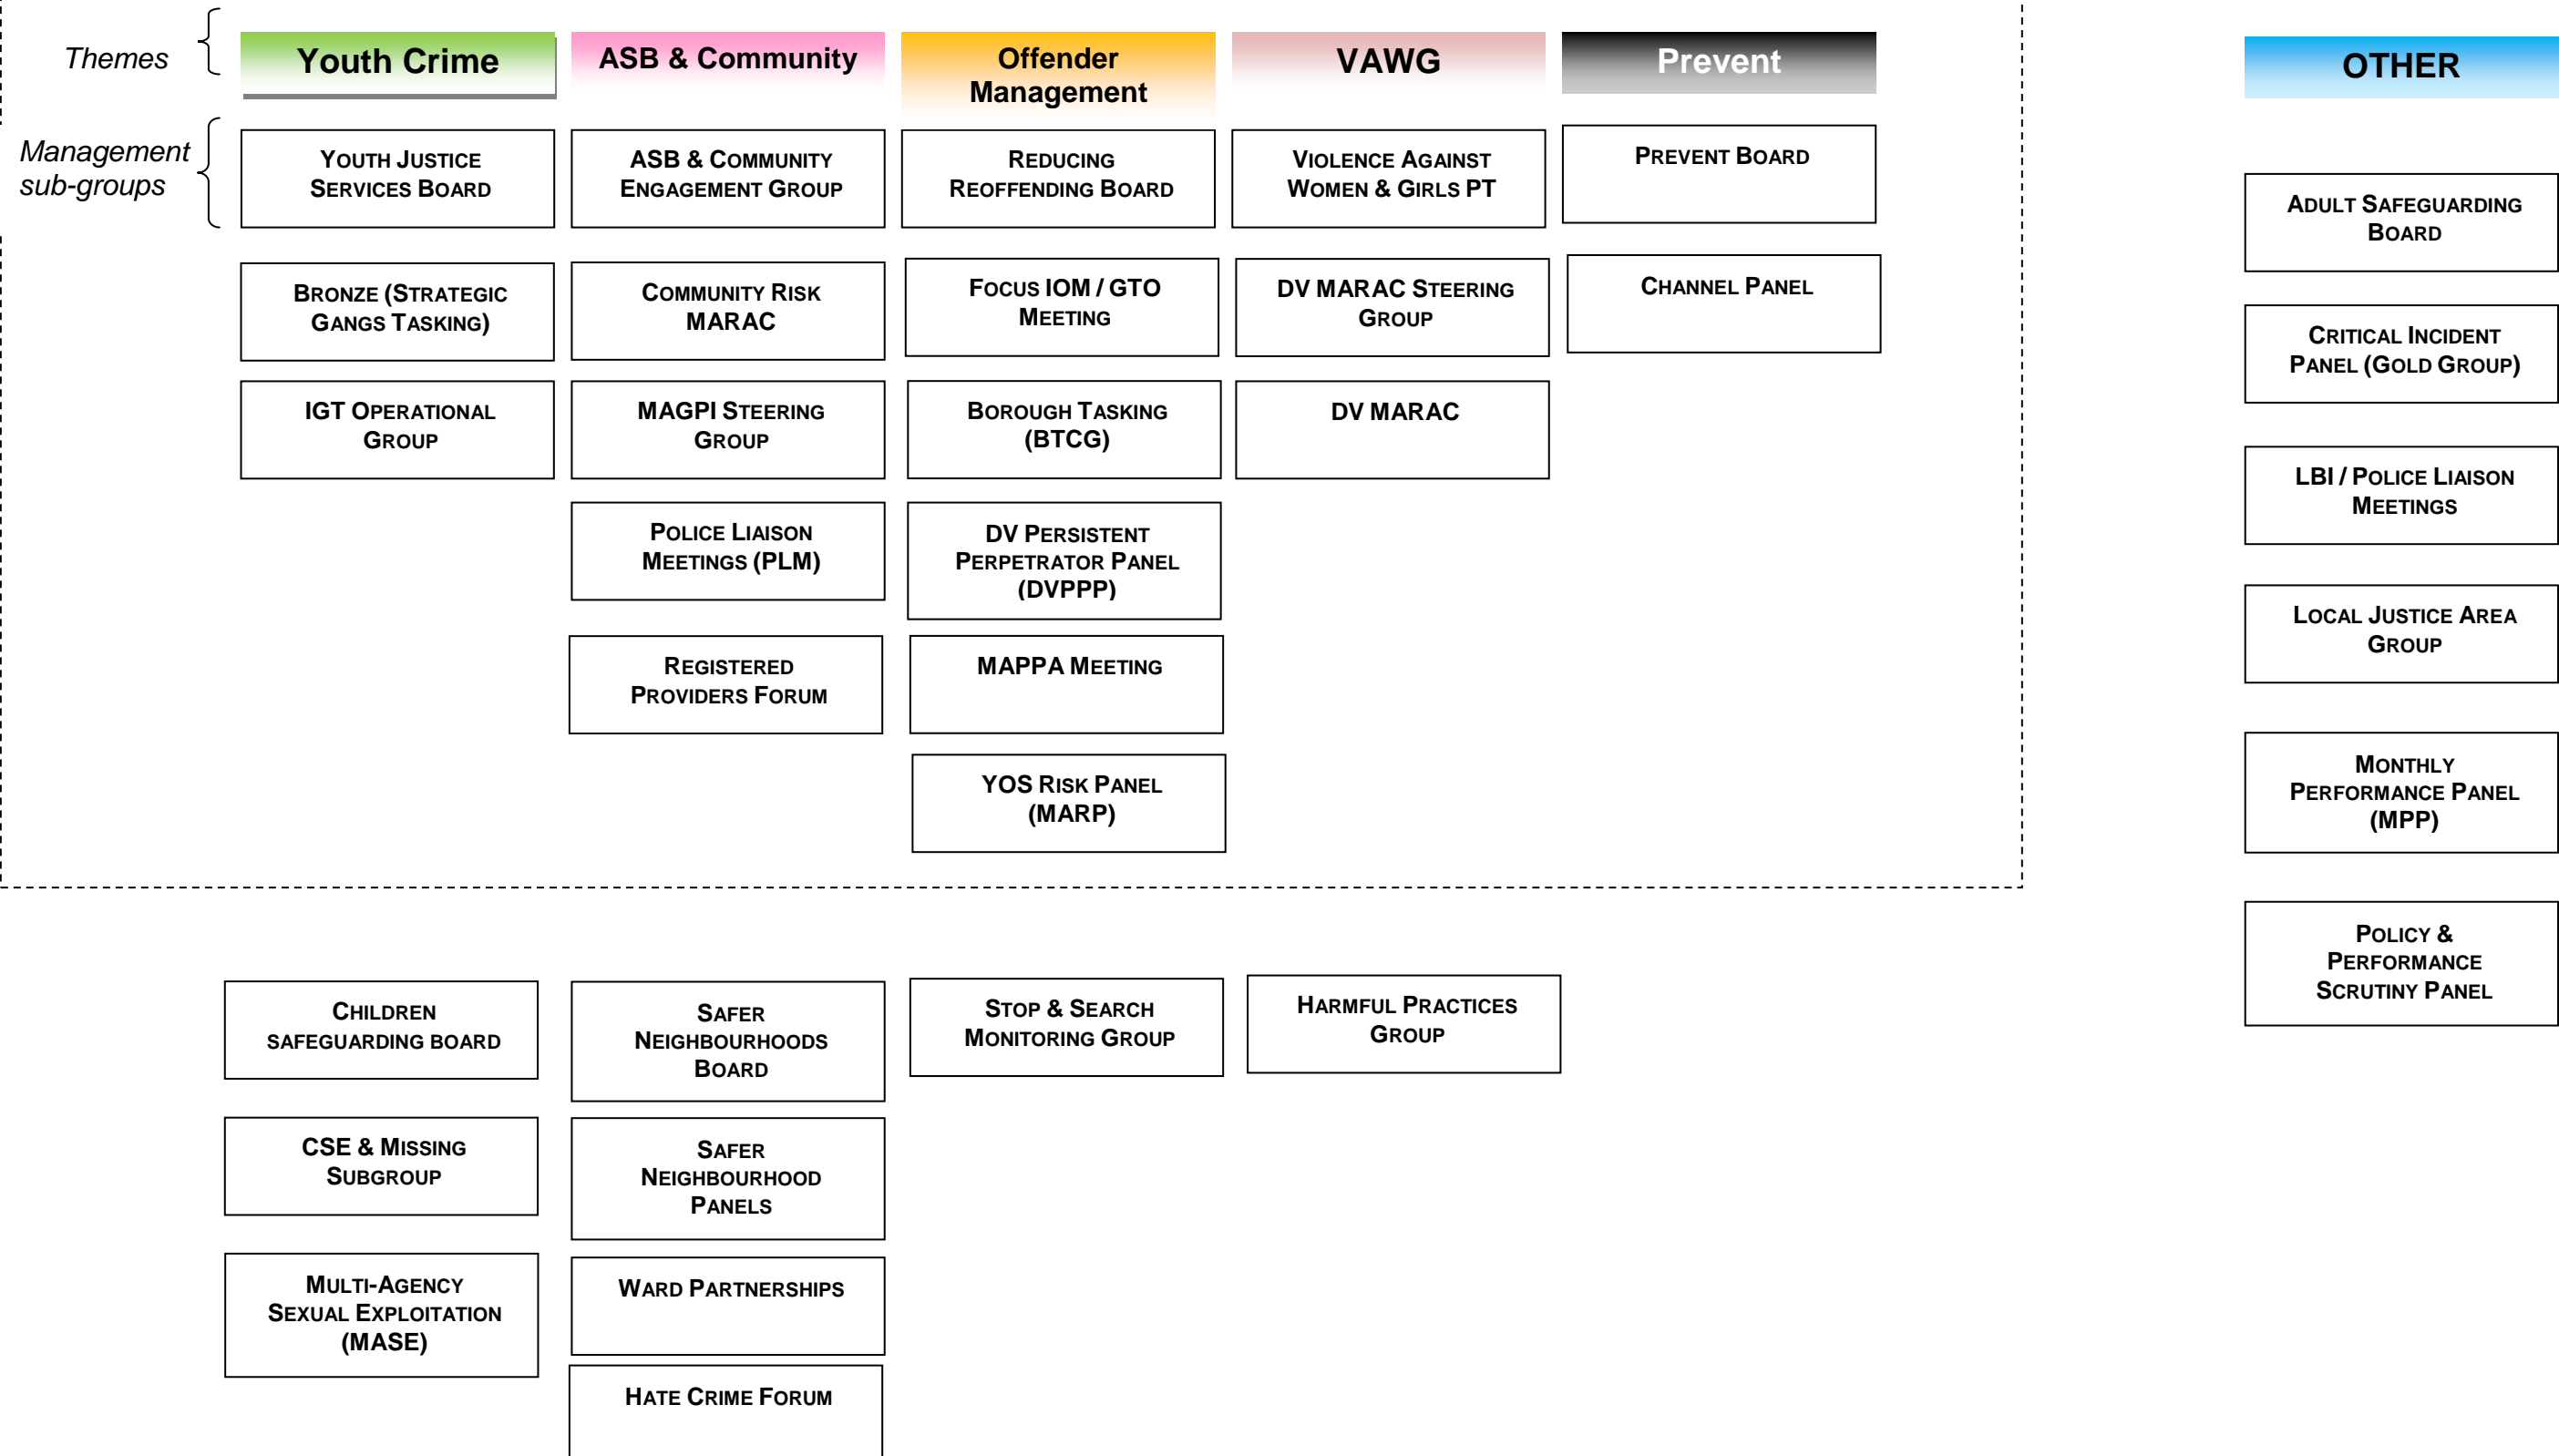 Themes
Youth Crime
ASB & Community
Offender
Management
VAWG
Prevent
OTHER
Management
sub-groups
YOUTH JUSTICE
SERVICES BOARD
ASB & COMMUNITY
ENGAGEMENT GROUP
REDUCING
REOFFENDING BOARD
VIOLENCE AGAINST
WOMEN & GIRLS PT
PREVENT BOARD
BRONZE (STRATEGIC
GANGS TASKING)
COMMUNITY RISK
MARAC
FOCUS IOM / GTO
MEETING
DV MARAC STEERING
GROUP
CHANNEL PANEL
IGT OPERATIONAL
GROUP
MAGPI STEERING
GROUP
BOROUGH TASKING
(BTCG)
DV MARAC
POLICE LIAISON
MEETINGS (PLM)
DV PERSISTENT
PERPETRATOR PANEL
(DVPPP)
REGISTERED
PROVIDERS FORUM
MAPPA MEETING
YOS RISK PANEL
(MARP)
ADULT SAFEGUARDING
BOARD
CRITICAL INCIDENT
PANEL (GOLD GROUP)
LBI / POLICE LIAISON
MEETINGS
LOCAL JUSTICE AREA
GROUP
MONTHLY
PERFORMANCE PANEL
(MPP)
POLICY &
PERFORMANCE
SCRUTINY PANEL
CHILDREN
SAFEGUARDING BOARD
SAFER
NEIGHBOURHOODS
BOARD
STOP & SEARCH
MONITORING GROUP
HARMFUL PRACTICES
GROUP
CSE & MISSING
SUBGROUP
SAFER
NEIGHBOURHOOD
PANELS
MULTI-AGENCY
SEXUAL EXPLOITATION
(MASE)
WARD PARTNERSHIPS
HATE CRIME FORUM